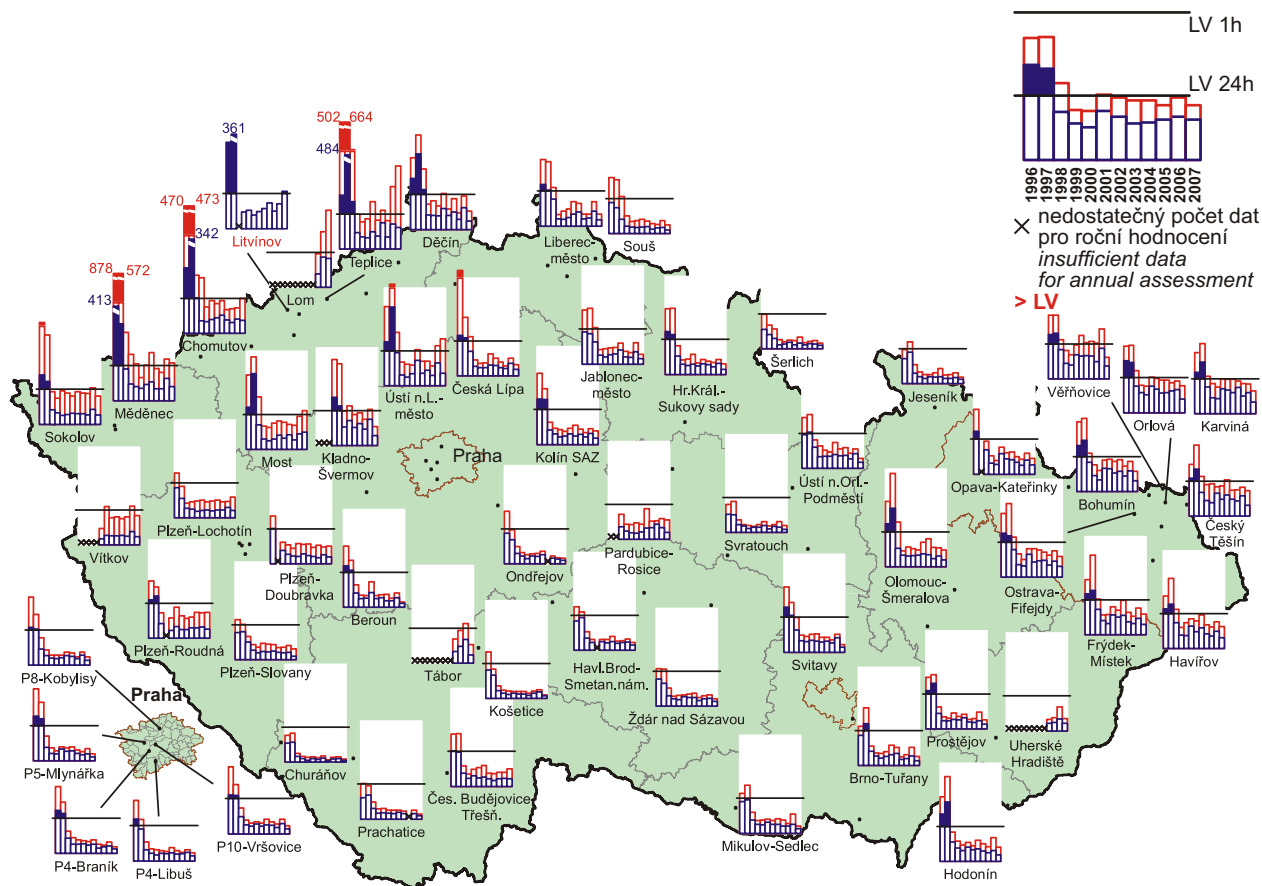 LV 1h
LV 24h
1996
1997
1998
1999
2000
2001
2002
2003
2004
2005
2006
2007
× nedostatečný počet dat
pro roční hodnocení
insufficient data
for annual assessment
> LV
361
502 664
484
470 473
342
878 572
413
Litvínov
Lom
Teplice
Děčín
Liberec-
město
Souš
Chomutov
Měděnec
Sokolov
Most
Kladno-
Švermov
Ústí n.L.-
město
Česká Lípa
Jablonec-
město
Hr.Král.-
Sukovy sady
Šerlich
Jeseník
Věřňovice
Orlová
Karviná
Kolín SAZ
Praha
Ústí n.Orl.-
Podměstí
Opava-Kateřinky
Bohumín
Český
Těšín
Vítkov
Plzeň-Lochotín
Plzeň-
Doubravka
Beroun
Ondřejov
Pardubice-
Rosice
Svratouch
Olomouc-
Šmeralova
Ostrava-
Fifejdy
Frýdek-
Místek
Havířov
Plzeň-Roudná
Plzeň-Slovany
Tábor
Košetice
Havl.Brod-
Smetan.nám.
Žďár nad Sázavou
Svitavy
Prostějov
Uherské
Hradiště
Brno-Tuřany
P8-Kobylisy
Praha
P5-Mlynářka
P4-Braník
P4-Libuš
P10-Vršovice
Churáňov
Prachatice
Čes. Budějovice-
Třešň.
Mikulov-Sedlec
Hodonín